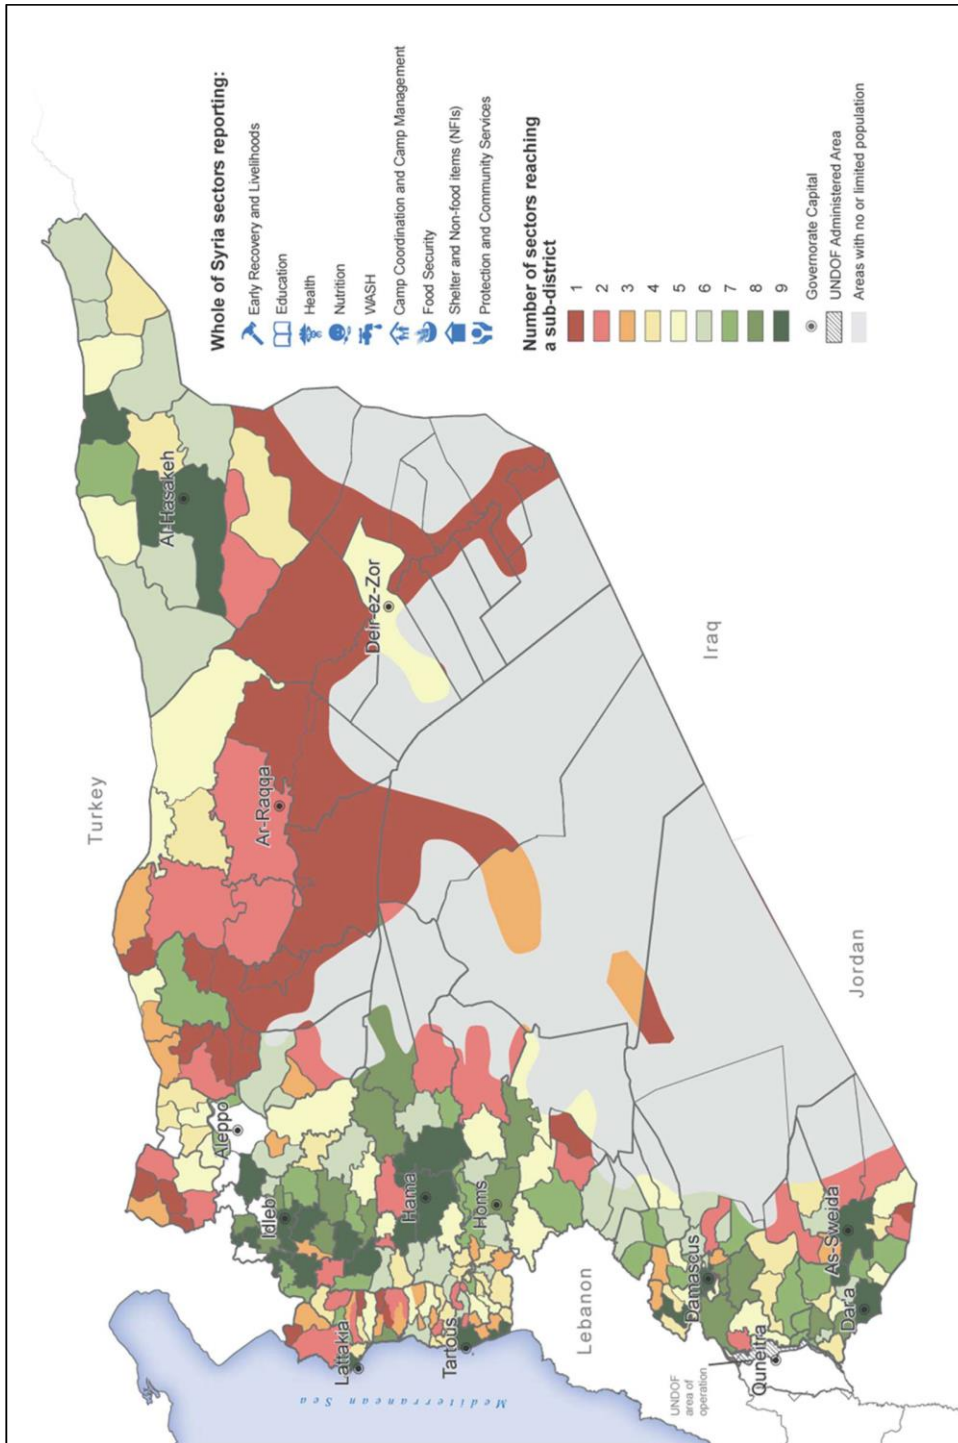 Whole of Syria sectors reporting:
Early Recovery and Livelihoods
Education
Health
Nutrition
WASH
Camp Coordination and Camp Management
Food Security
Shelter and Non-food items (NFIs)
Protection and Community Services
Number of sectors reaching
a sub-district
1
2
3
4
5
6
7
8
9
Governorate Capital
UNDOF Administered Area
Areas with no or limited population
Turkey
Al-Hasakeh
Ar-Raqqa
Aleppo
Idleb
Deir-ez-Zor
Lattakia
Hama
Tartous
Homs
Mediterranean Sea
Lebanon
Iraq
Damascus
UNDOF
area of
operation
Quneitra
As-Sweida
Dar'a
Jordan